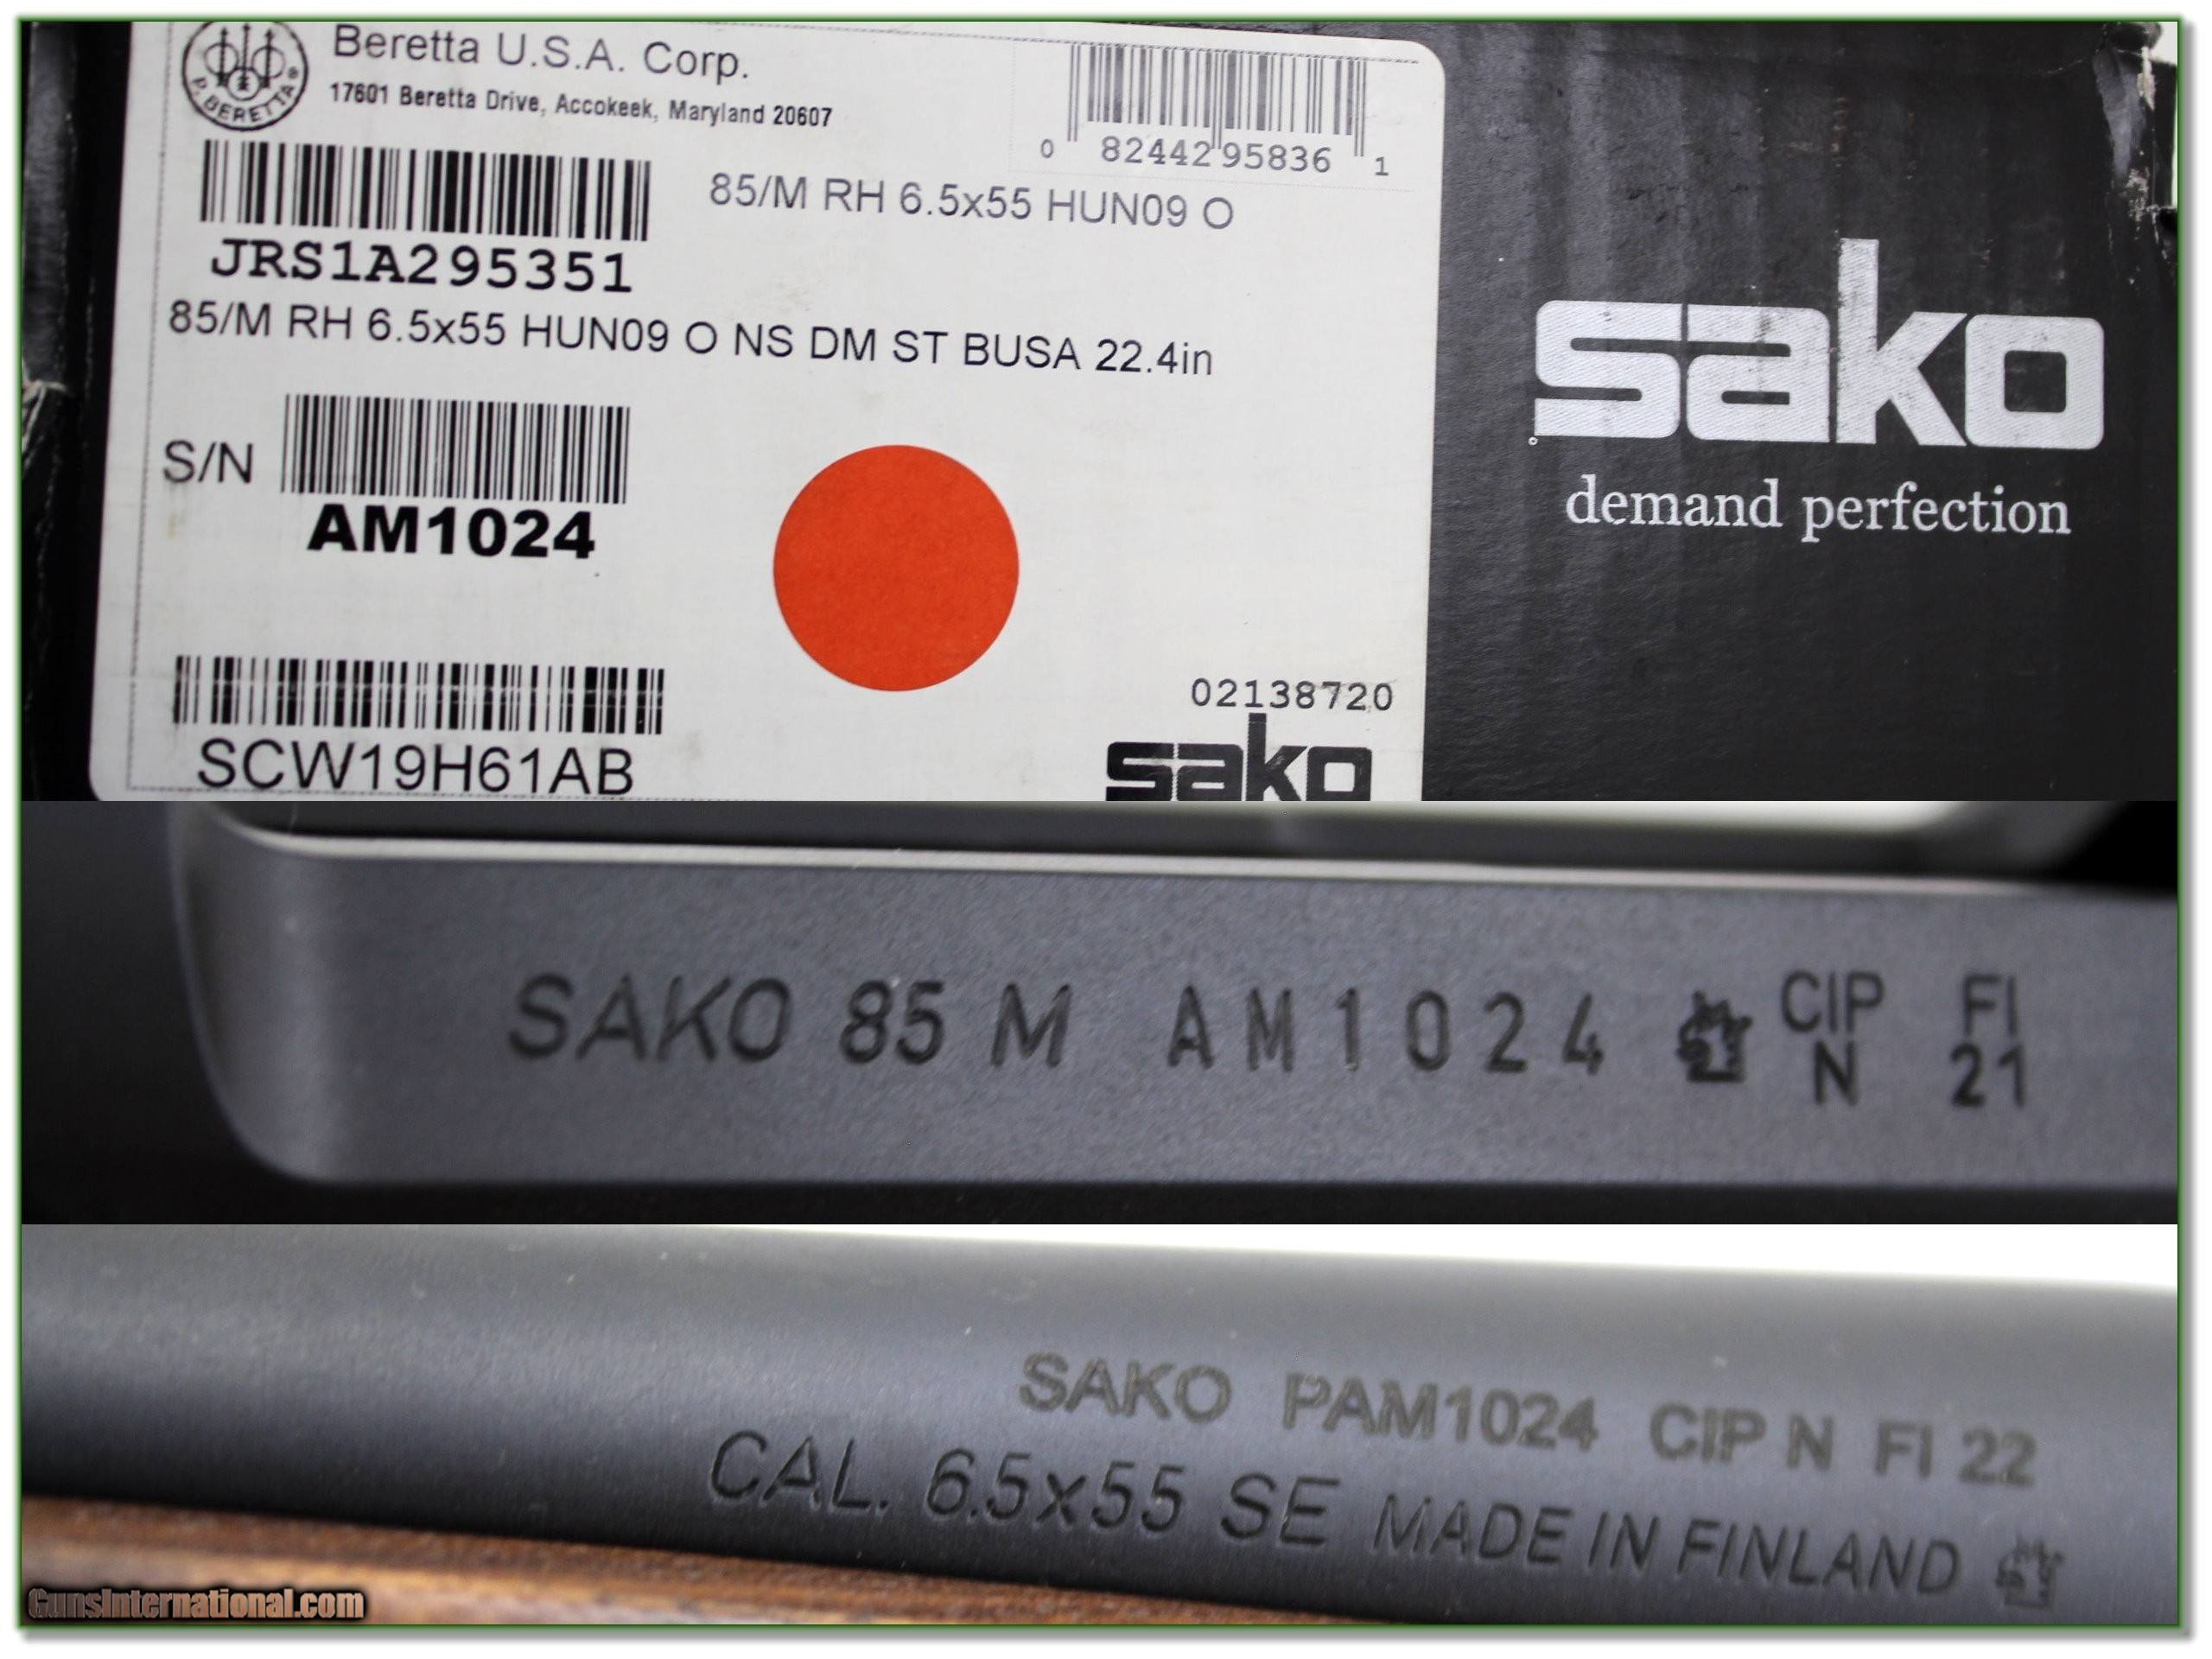 Beretta U.S.A. Corp.
17601 Beretta Drive, Accokeek, Maryland 20607
P. BERETTA®
0 82442 95836 1
85/M RH 6.5x55 HUN09 O
JRS1A295351
85/M RH 6.5x55 HUN09 O NS DM ST BUSA 22.4in
S/N
AM1024
02138720
SCW19H61AB
sako
sako
demand perfection
SAKO 85 M AM1024 CIP FI
N 21
SAKO PAM1024 CIP N FI 22
CAL. 6.5x55 SE MADE IN FINLAND
GunsInternational.com